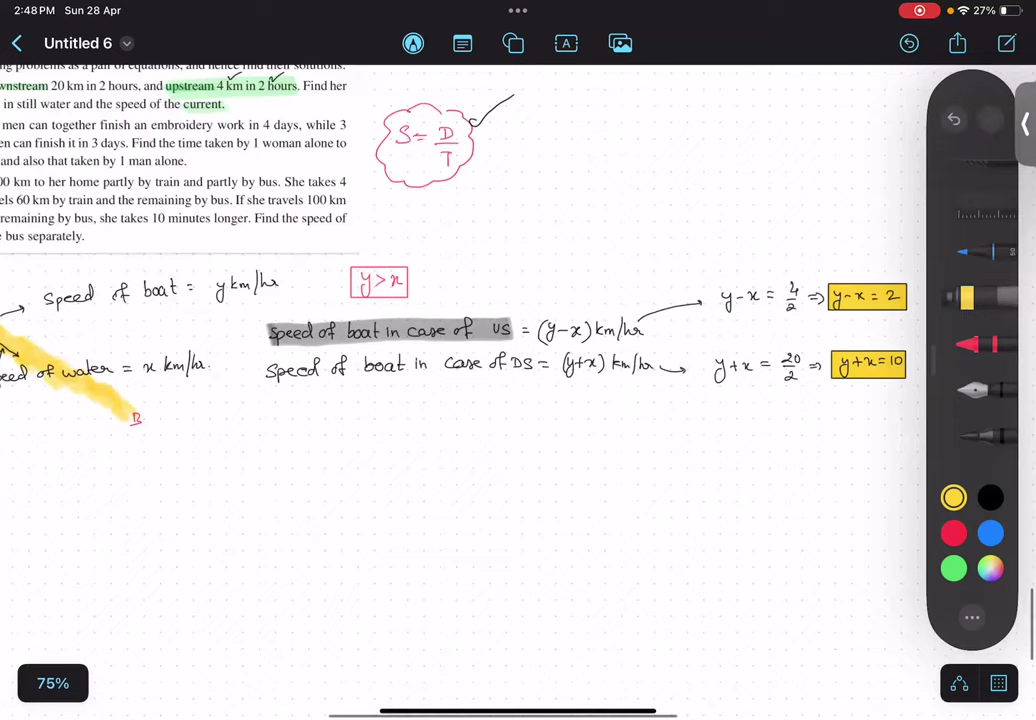 2:48 PM Sun 28 Apr
27%
Untitled 6
wnstream 20 km in 2 hours, and upstream 4 km in 2 hours. Find her
in still water and the speed of the current.
men can together finish an embroidery work in 4 days, while 3
en can finish it in 3 days. Find the time taken by 1 woman alone to
and also that taken by 1 man alone.
00 km to her home partly by train and partly by bus. She takes 4
els 60 km by train and the remaining by bus. If she travels 100 km
remaining by bus, she takes 10 minutes longer. Find the speed of
e bus separately.
S = D/T
Speed of boat = y km/hr
y > x
eed of water = x km/hr.
B
Speed of boat in case of US = (y-x) km/hr
y-x = 4/2 ⇒ y-x = 2
Speed of boat in case of DS = (y+x) km/hr
y+x = 20/2 ⇒ y+x = 10
75%